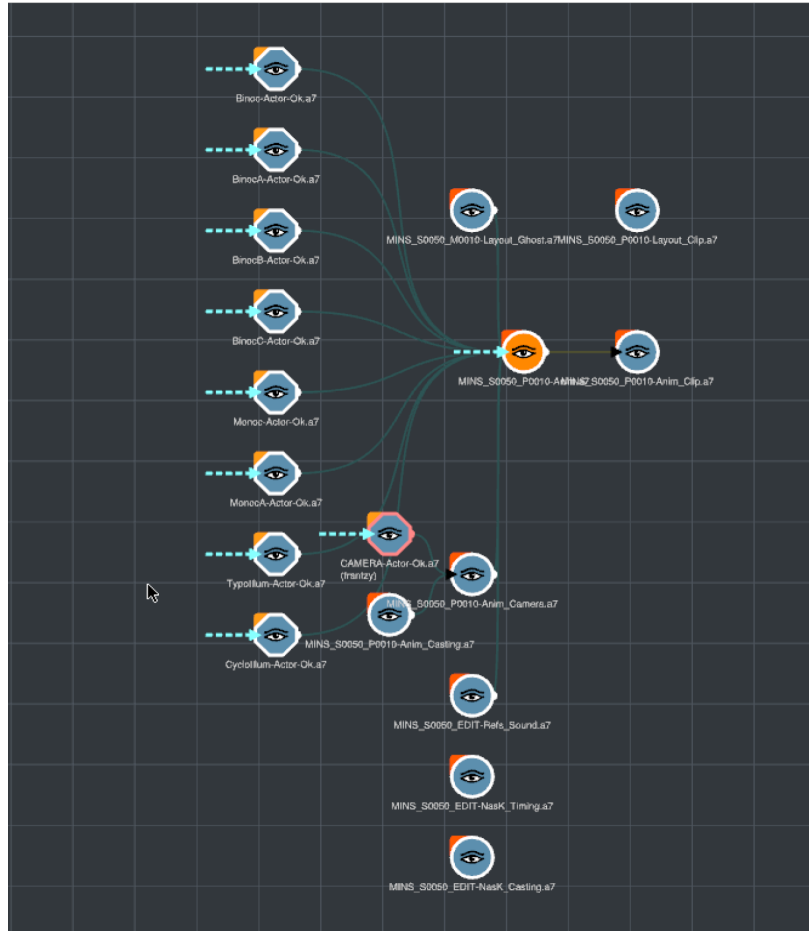 Binoc-Actor-Ok.a7
BinocA-Actor-Ok.a7
MINS_S0050_M0010-Layout_Ghost.a7
MINS_S0050_P0010-Layout_Clip.a7
BinocB-Actor-Ok.a7
BinocC-Actor-Ok.a7
MINS_S0050_P0010-Anim.a7
MINS_S0050_P0010-Anim_Clip.a7
Monoc-Actor-Ok.a7
MonocA-Actor-Ok.a7
CAMERA-Actor-Ok.a7
(frantzy)
TypoIllum-Actor-Ok.a7
MINS_S0050_P0010-Anim_Camera.a7
MINS_S0050_P0010-Anim_Casting.a7
CycloIllum-Actor-Ok.a7
MINS_S0050_EDIT-Refs_Sound.a7
MINS_S0050_EDIT-NasK_Timing.a7
MINS_S0050_EDIT-NasK_Casting.a7